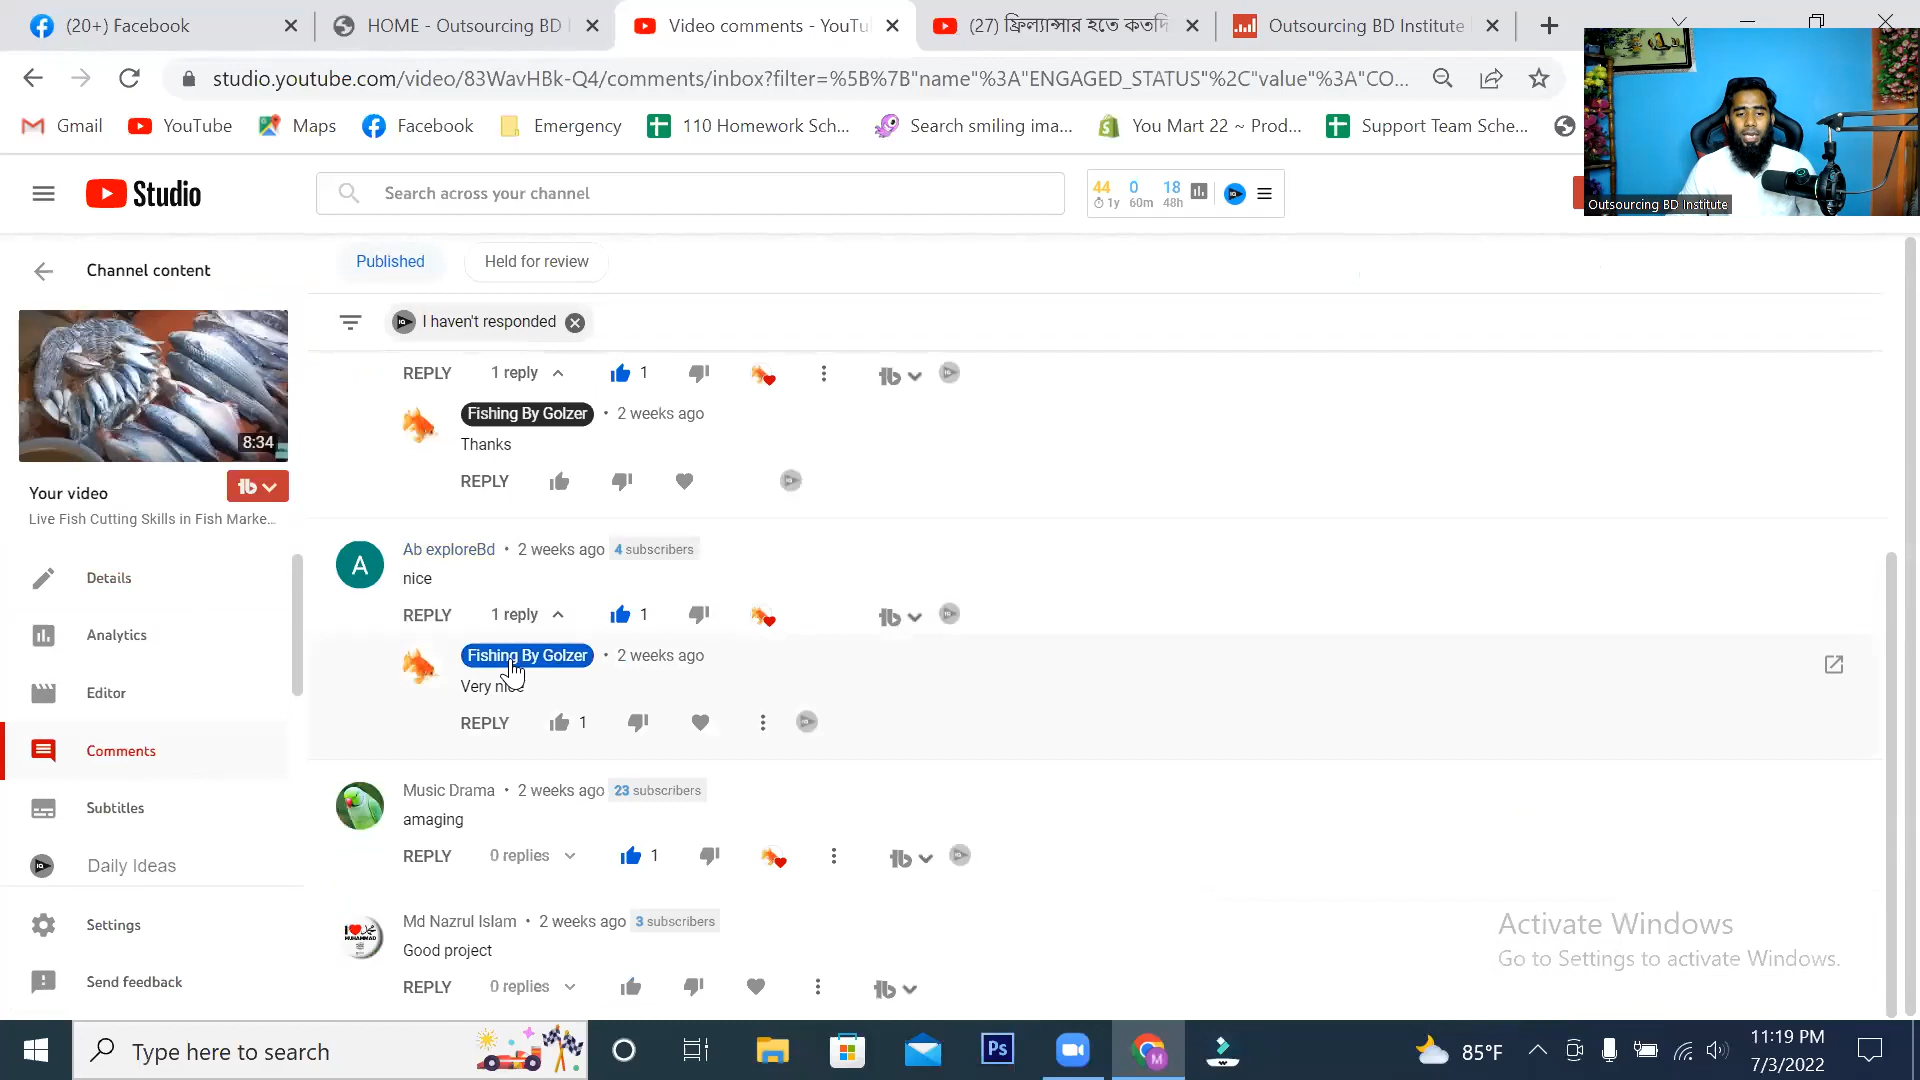 (20+) Facebook
HOME - Outsourcing BD
Video comments - YouTu
(27) ফ্রিল্যান্সার হতে কতদি
Outsourcing BD Institute
studio.youtube.com/video/83WavHBk-Q4/comments/inbox?filter=%5B%7B"name"%3A"ENGAGED_STATUS"%2C"value"%3A"CO...
Gmail
YouTube
Maps
Facebook
Emergency
110 Homework Sch...
Search smiling ima...
You Mart 22 ~ Prod...
Support Team Sche...
Outsourcing BD Institute
Studio
Search across your channel
44 0 18
1y 60m 48h
Channel content
Published
Held for review
I haven't responded
8:34
Your video
Live Fish Cutting Skills in Fish Marke...
Details
Analytics
Editor
Comments
Subtitles
Daily Ideas
Settings
Send feedback
REPLY 1 reply 1
Fishing By Golzer • 2 weeks ago
Thanks
REPLY
A
Ab exploreBd • 2 weeks ago 4 subscribers
nice
REPLY 1 reply 1
Fishing By Golzer • 2 weeks ago
Very nice
REPLY 1
Music Drama • 2 weeks ago 23 subscribers
amaging
REPLY 0 replies 1
Md Nazrul Islam • 2 weeks ago 3 subscribers
Good project
REPLY 0 replies
Activate Windows
Go to Settings to activate Windows.
Type here to search
Ps
M
85°F
11:19 PM
7/3/2022